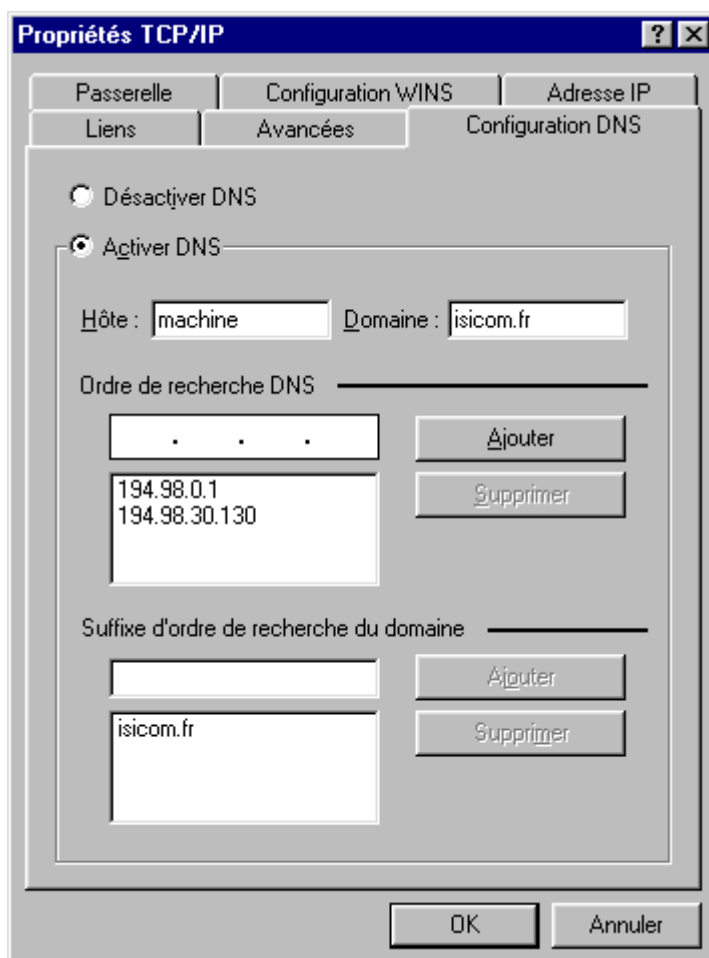 Propriétés TCP/IP
Passerelle Configuration WINS Adresse IP
Liens Avancées Configuration DNS
Désactiver DNS
Activer DNS
Hôte : machine Domaine : isicom.fr
Ordre de recherche DNS
. . .
Ajouter
194.98.0.1
194.98.30.130
Supprimer
Suffixe d'ordre de recherche du domaine
Ajouter
isicom.fr
Supprimer
OK Annuler